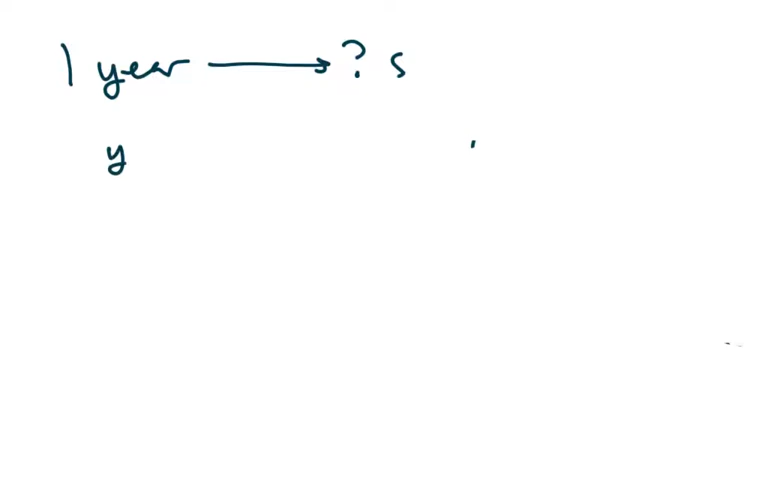 1 year → ? s
y